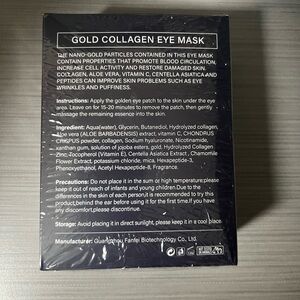 GOLD COLLAGEN EYE MASK
THE NANO-GOLD PARTICLES CONTAINED IN THIS EYE MASK
CONTAIN PROPERTIES THAT PROMOTE BLOOD CIRCULATION,
INCREASE CELL ACTIVITY AND RESTORE DAMAGED SKIN.
COLLAGEN, ALOE VERA, VITAMIN C, CENTELLA ASIATICA AND
PEPTIDES CAN IMPROVE SKIN PROBLEMS SUCH AS EYE
WRINKLES AND PUFFINESS.
Instructions: Apply the golden eye patch to the skin under the eye
area. Leave on for 15-20 minutes to remove the patch, then gently
massage the remaining essence into the skin.
Ingredient: Aqua(water), Glycerin, Butanediol, Hydrolyzed collagen,
Aloe vera (ALOE BARBADENSIS) extract, vitamin C, CHONDRUS
CRISPUS powder, collagen, Sodium hyaluronate, Nicotinamide,
xanthan gum, solution of jojoba esters, gold, Hydrolyzed Collagen
Zinc,Tocopherol (Vitamin E), Centella Asiatica Extract, Chamomile
Flower Extract, potassium chloride, mica, Hexapeptide-3,
Phenoxyethanol, Acetyl Hexapeptide-8, Fragrance.
Precautions: Do not place it in the sum or high temperature;please
keep it out of reach of infants and young children.Due to the
differences in the skin of each person,it is recommended to try
this product behind the ear before using it for the first time.If you have
any discomfort,please discontinue it.
Storage: Avoid placing it in direct sunlight, please keep it in a cool place.
Manufacturer: Guangzhou Fanfei Biotechnology Co., Ltd.